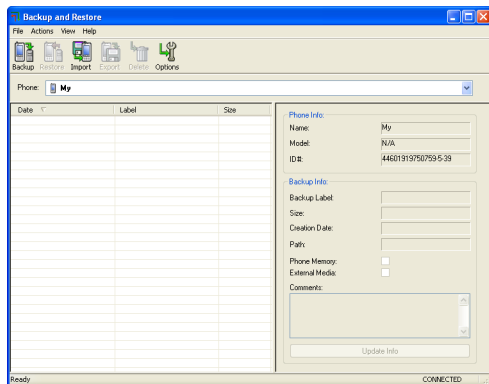 Backup and Restore
File Actions View Help
Backup Restore Import Export Delete Options
Phone: My
Date Label Size
Phone Info:
Name: My
Model: N/A
ID#: 44601919750759-5-39
Backup Info:
Backup Label:
Size:
Creation Date:
Path:
Phone Memory:
External Media:
Comments:
Update Info
Ready CONNECTED